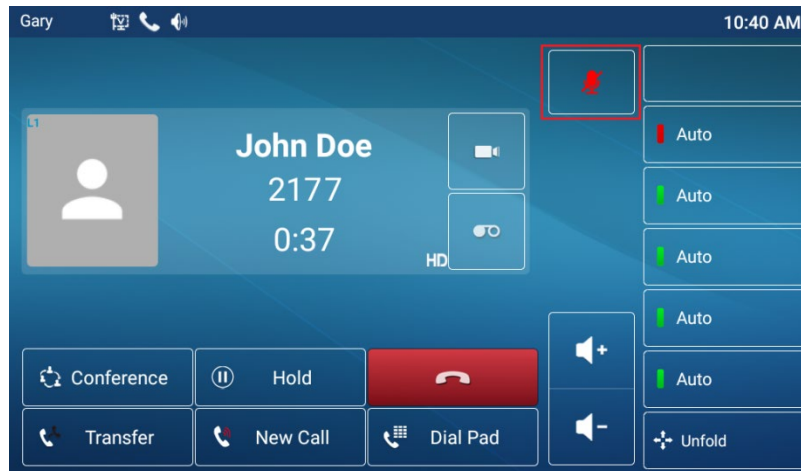 Gary
10:40 AM
L1
John Doe
2177
0:37
HD
Auto
Auto
Auto
Auto
Auto
Conference
Hold
Transfer
New Call
Dial Pad
Unfold